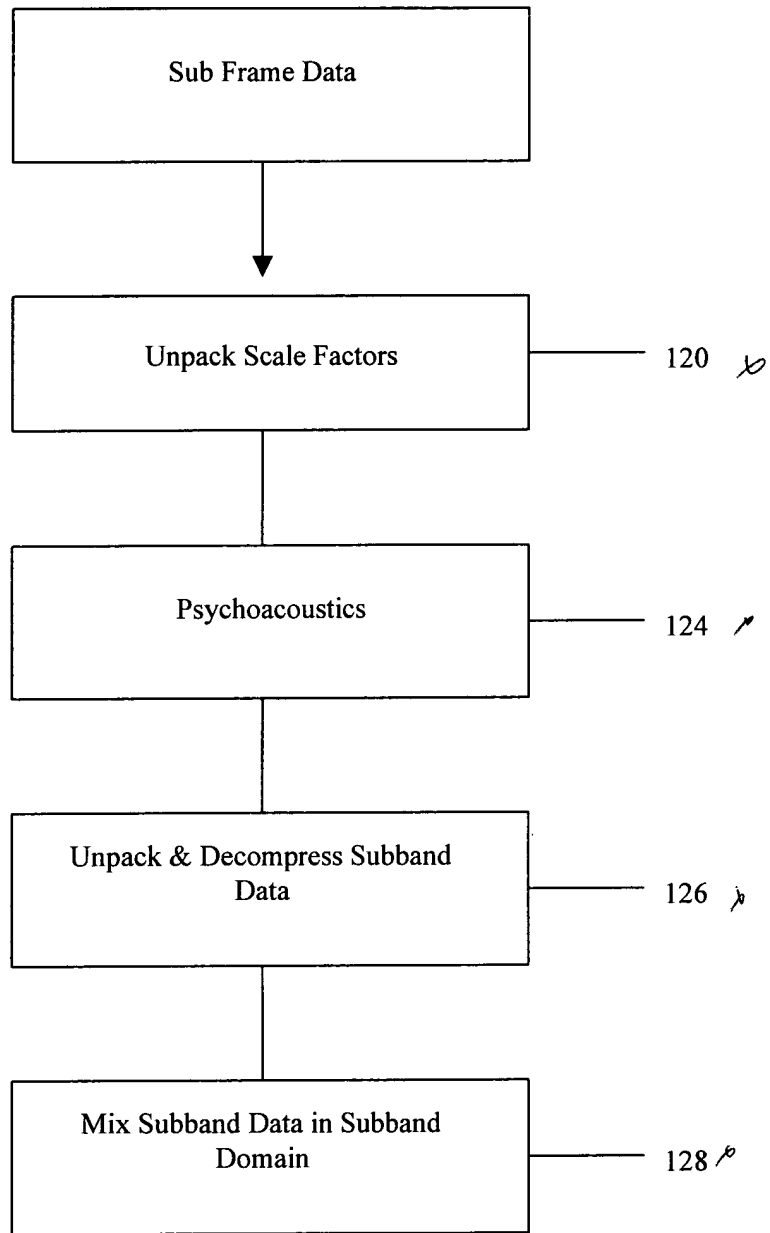 Sub Frame Data
Unpack Scale Factors
120
Psychoacoustics
124
Unpack & Decompress Subband
Data
126
Mix Subband Data in Subband
Domain
128